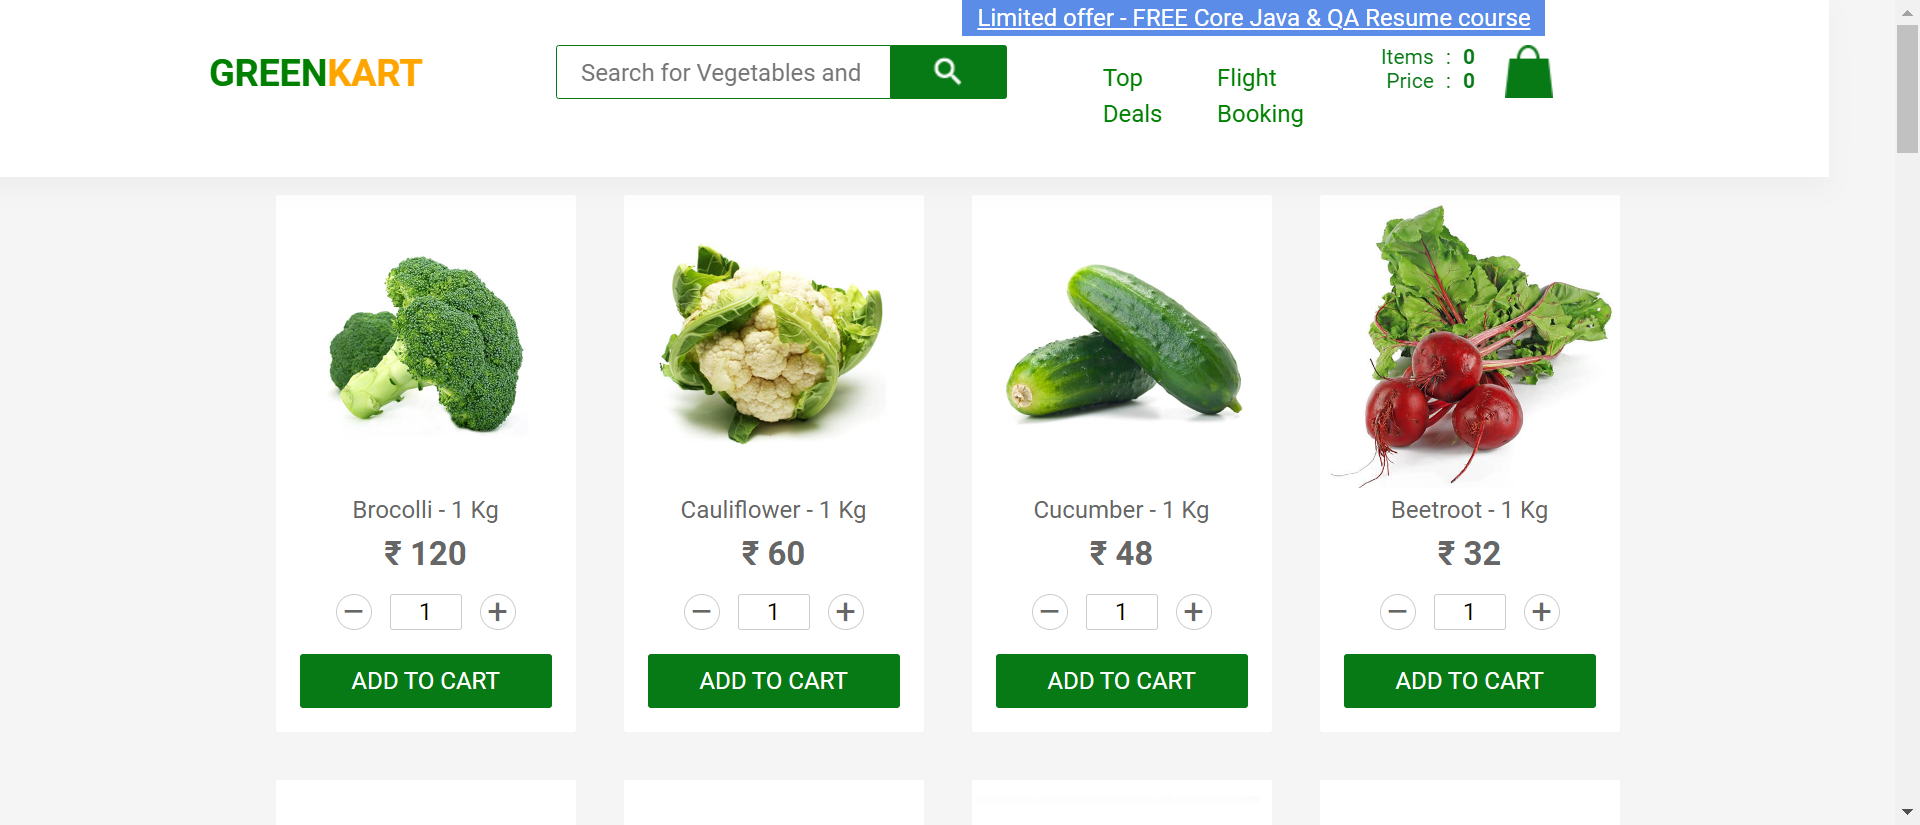 Limited offer - FREE Core Java & QA Resume course
GREENKART
Search for Vegetables and
Top Deals
Flight Booking
Items : 0
Price : 0
Brocolli - 1 Kg
₹ 120
− 1 +
ADD TO CART
Cauliflower - 1 Kg
₹ 60
− 1 +
ADD TO CART
Cucumber - 1 Kg
₹ 48
− 1 +
ADD TO CART
Beetroot - 1 Kg
₹ 32
− 1 +
ADD TO CART